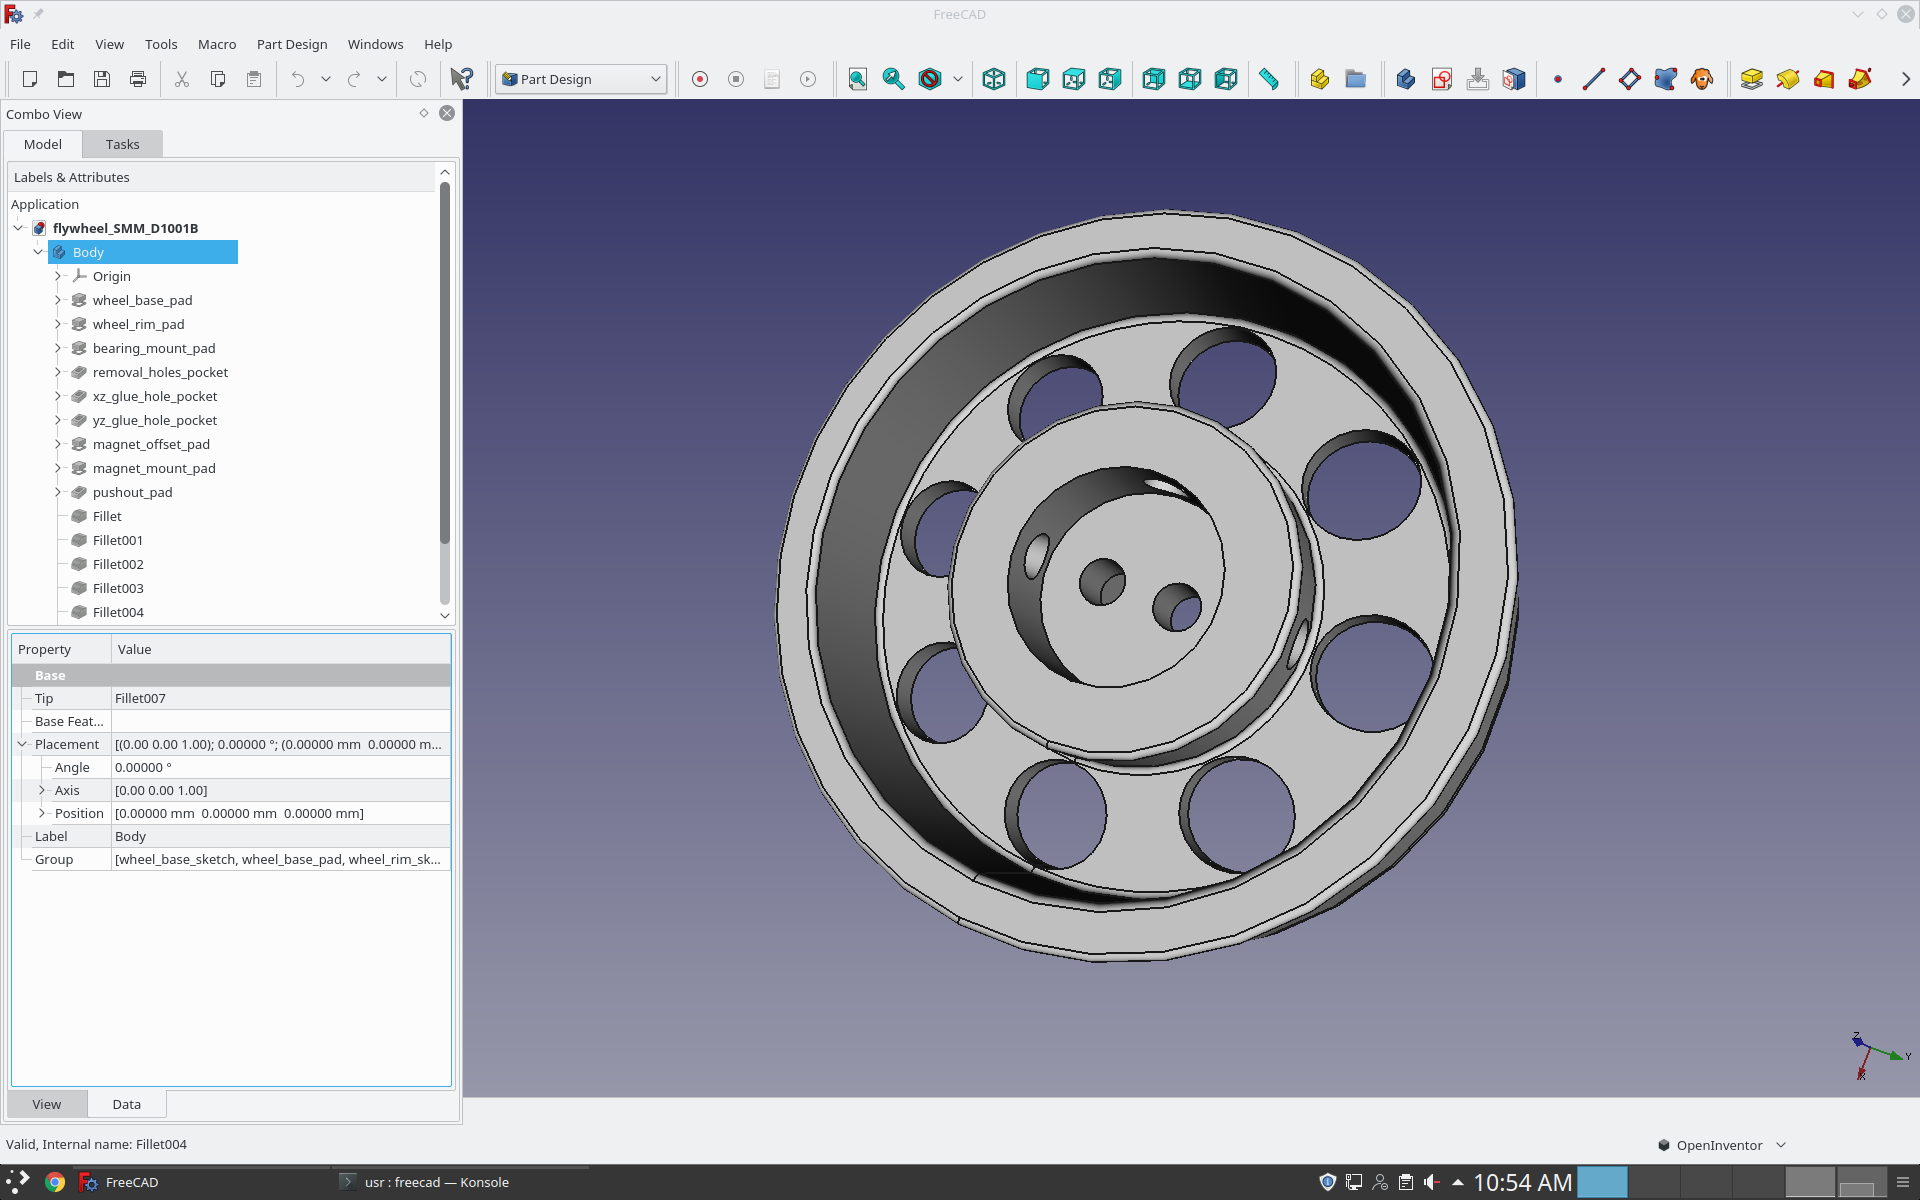 FreeCAD
File Edit View Tools Macro Part Design Windows Help
Part Design
Combo View
Model Tasks
Labels & Attributes
Application
flywheel_SMM_D1001B
Body
Origin
wheel_base_pad
wheel_rim_pad
bearing_mount_pad
removal_holes_pocket
xz_glue_hole_pocket
yz_glue_hole_pocket
magnet_offset_pad
magnet_mount_pad
pushout_pad
Fillet
Fillet001
Fillet002
Fillet003
Fillet004
Property Value
Base
Tip Fillet007
Base Feat...
Placement [(0.00 0.00 1.00); 0.00000 °; (0.00000 mm 0.00000 m...
Angle 0.00000 °
Axis [0.00 0.00 1.00]
Position [0.00000 mm 0.00000 mm 0.00000 mm]
Label Body
Group [wheel_base_sketch, wheel_base_pad, wheel_rim_sk...
View Data
Z
Y
X
Valid, Internal name: Fillet004
OpenInventor
FreeCAD
usr : freecad — Konsole
10:54 AM